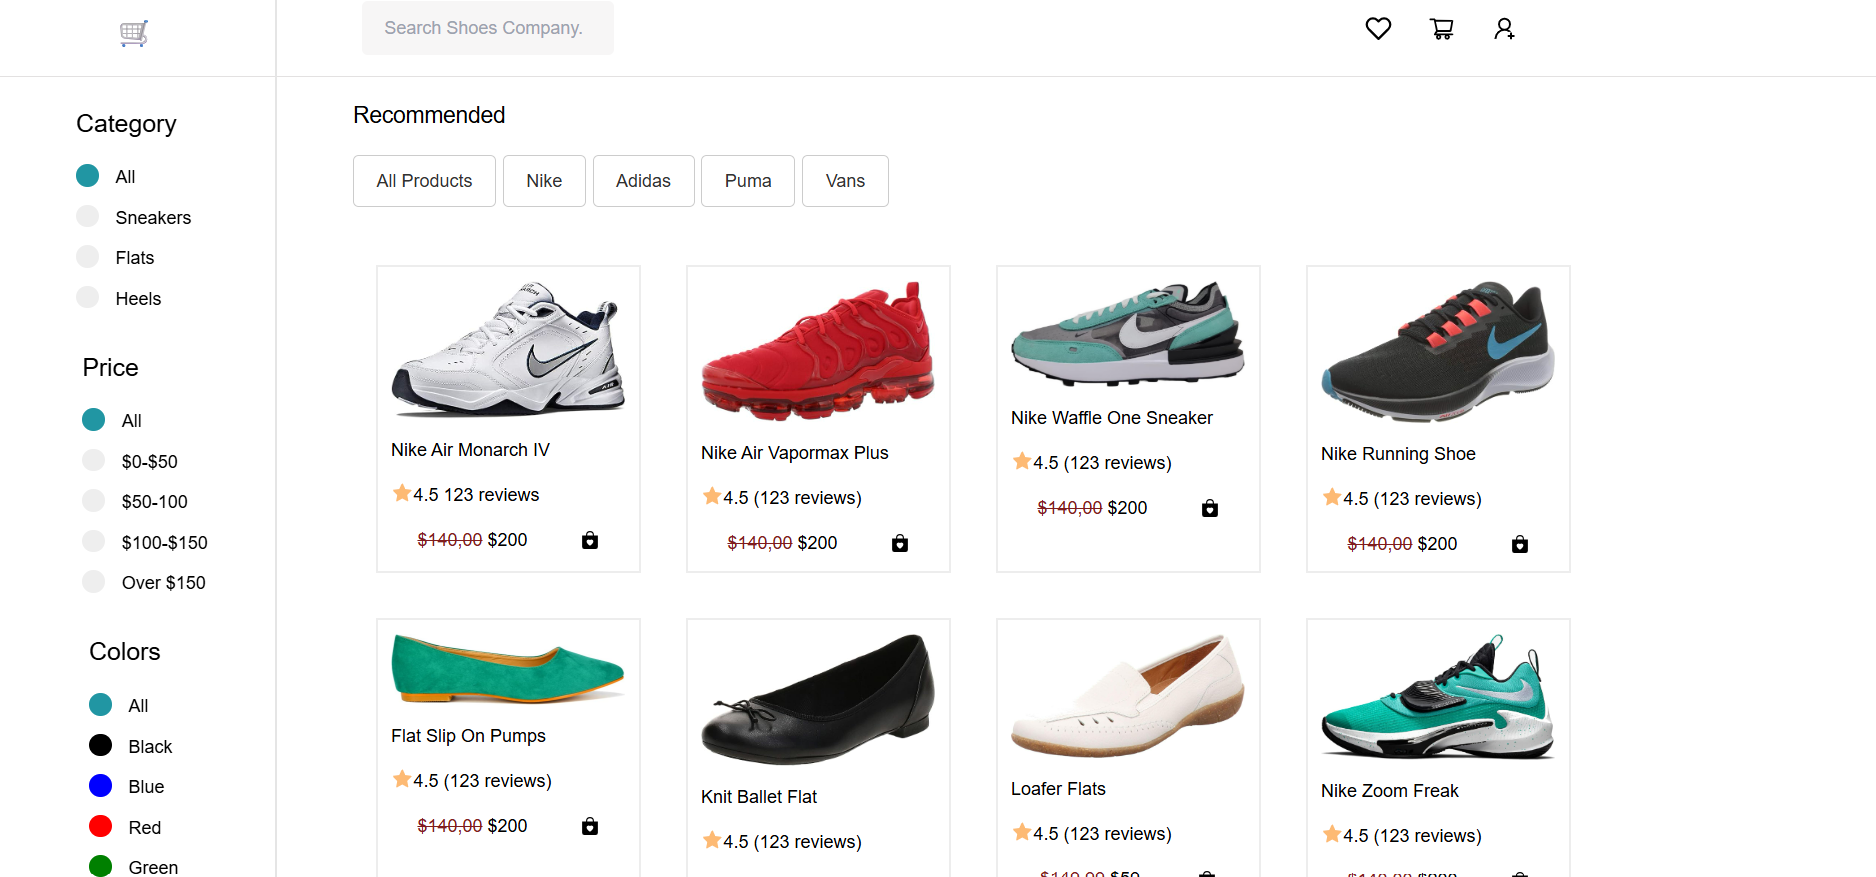 Search Shoes Company.
Category
All
Sneakers
Flats
Heels
Price
All
$0-$50
$50-100
$100-$150
Over $150
Colors
All
Black
Blue
Red
Green
Recommended
All Products
Nike
Adidas
Puma
Vans
Nike Air Monarch IV
4.5 123 reviews
$140,00 $200
Nike Air Vapormax Plus
4.5 (123 reviews)
$140,00 $200
Nike Waffle One Sneaker
4.5 (123 reviews)
$140,00 $200
Nike Running Shoe
4.5 (123 reviews)
$140,00 $200
Flat Slip On Pumps
4.5 (123 reviews)
$140,00 $200
Knit Ballet Flat
4.5 (123 reviews)
Loafer Flats
4.5 (123 reviews)
$140,00 $50
Nike Zoom Freak
4.5 (123 reviews)